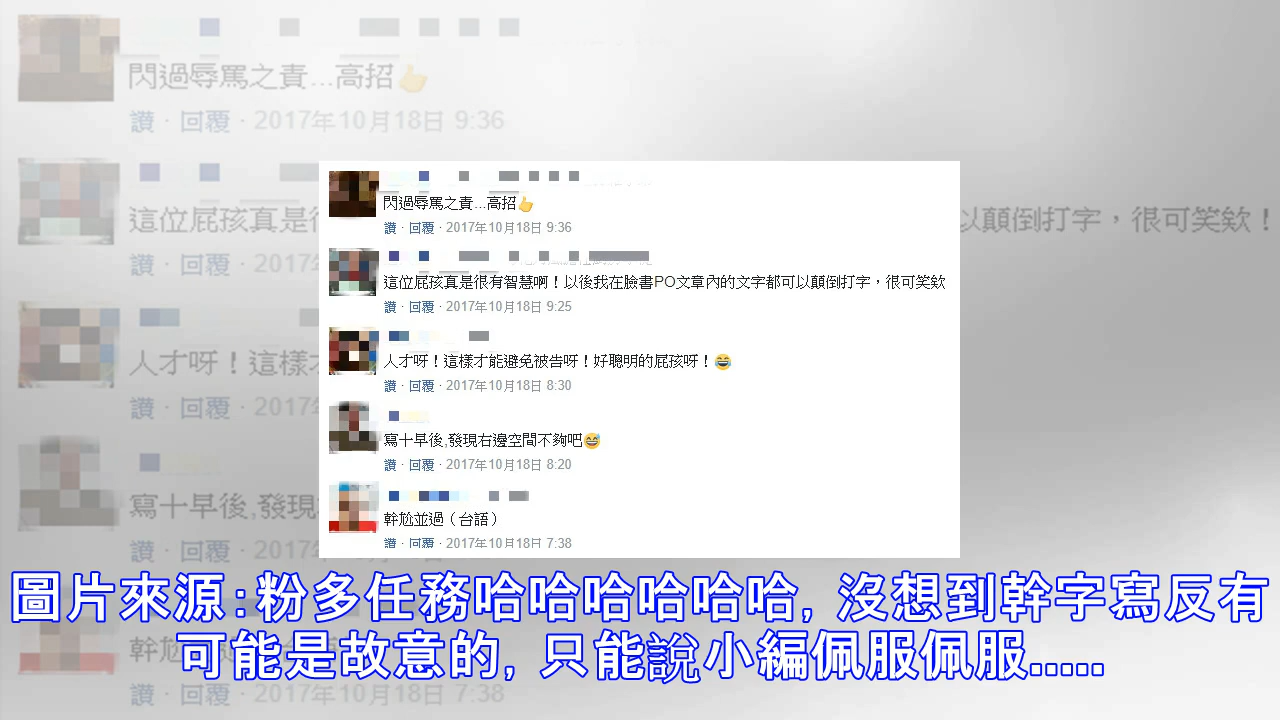 閃過辱罵之責...高招👍
讚 · 回覆 · 2017年10月18日 9:36
這位屁孩真是很有智慧啊！以後我在臉書PO文章內的文字都可以顛倒打字，很可笑欸
讚 · 回覆 · 2017年10月18日 9:25
人才呀！這樣才能避免被告呀！好聰明的屁孩呀！😂
讚 · 回覆 · 2017年10月18日 8:30
寫十早後,發現右邊空間不夠吧😅
讚 · 回覆 · 2017年10月18日 8:20
幹尬並過（台語）
讚 · 回覆 · 2017年10月18日 7:38
圖片來源:粉多任務哈哈哈哈哈哈, 沒想到幹字寫反有
可能是故意的, 只能說小編佩服佩服.....